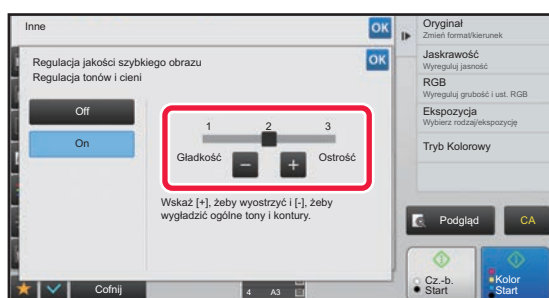 Inne
OK
Regulacja jakości szybkiego obrazu
Regulacja tonów i cieni
OK
Off
On
1 2 3
Gładkość - + Ostrość
Wskaż [+], żeby wyostrzyć i [-], żeby
wygładzić ogólne tony i kontury.
Cofnij
4 A3
Oryginał
Zmień format/kierunek
Jaskrawość
Wyreguluj jasność
RGB
Wyreguluj grubość i ust. RGB
Ekspozycja
Wybierz rodzaj/ekspozycję
Tryb Kolorowy
Podgląd
CA
Cz.-b.
Start
Kolor
Start